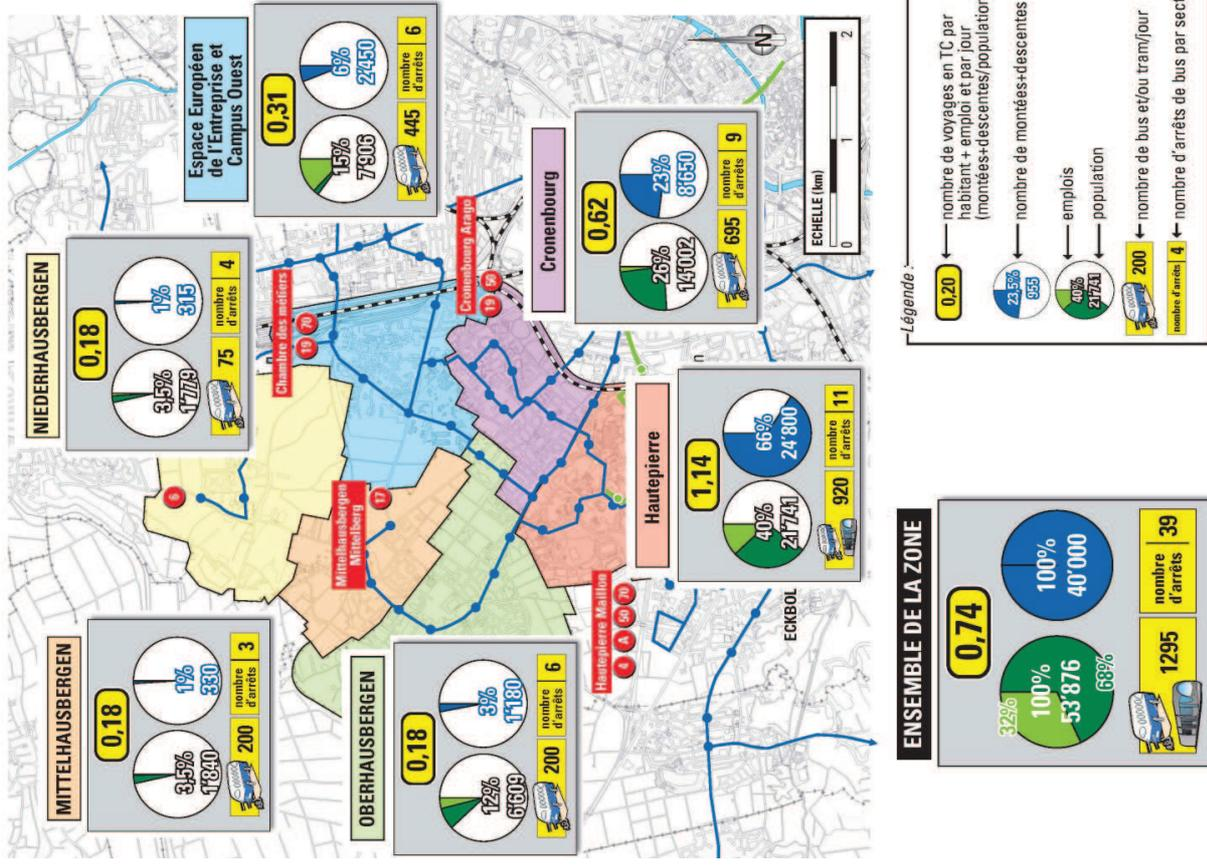 NIEDERHAUSBERGEN
0,18
3,5%
1'779
1%
315
75
nombre
d'arrêts
4
Espace Européen
de l'Entreprise et
Campus Ouest
0,31
15%
7'906
6%
2'450
445
nombre
d'arrêts
6
MITTELHAUSBERGEN
0,18
3,5%
1'840
1%
330
200
nombre
d'arrêts
3
Chambre des métiers
19
70
6
Mittelhausbergen
Mittelberg
17
Cronenbourg Arago
19
50
Cronenbourg
0,62
26%
14'002
23%
8'650
695
nombre
d'arrêts
9
OBERHAUSBERGEN
0,18
12%
6'609
3%
1'180
200
nombre
d'arrêts
6
Hautepierre Maillon
4
A
50
70
ECKBOL
Hautepierre
1,14
40%
21'741
66%
24'800
920
nombre
d'arrêts
11
N
ECHELLE (km)
0
1
2
ENSEMBLE DE LA ZONE
0,74
32%
100%
53'876
68%
100%
40'000
1295
nombre
d'arrêts
39
Légende :
0,20
nombre de voyages en TC par
habitant + emploi et par jour
(montées+descentes/population
23,5%
955
nombre de montées+descentes
40%
21'741
emplois
population
200
nombre de bus et/ou tram/jour
nombre d'arrêts
4
nombre d'arrêts de bus par sect